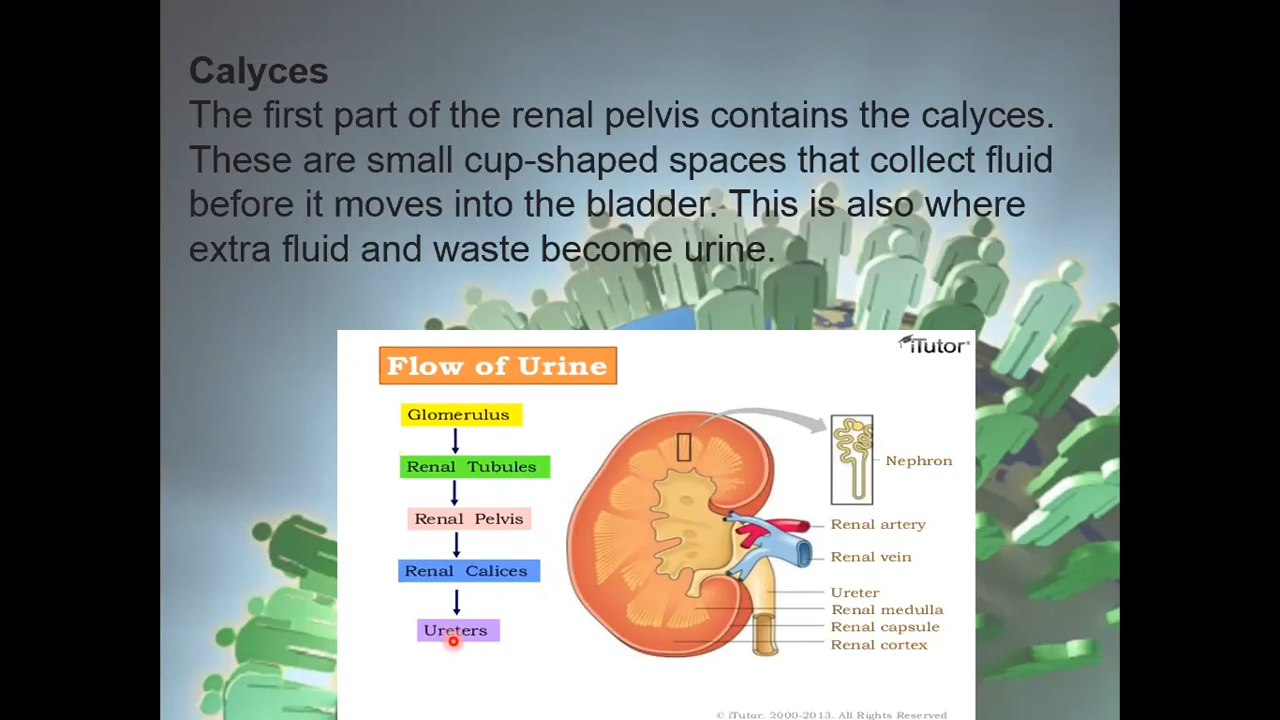 Calyces
The first part of the renal pelvis contains the calyces.
These are small cup-shaped spaces that collect fluid
before it moves into the bladder. This is also where
extra fluid and waste become urine.
iTutor
Flow of Urine
Glomerulus
Renal Tubules
Renal Pelvis
Renal Calices
Ureters
Nephron
Renal artery
Renal vein
Ureter
Renal medulla
Renal capsule
Renal cortex
© iTutor. 2000-2013. All Rights Reserved